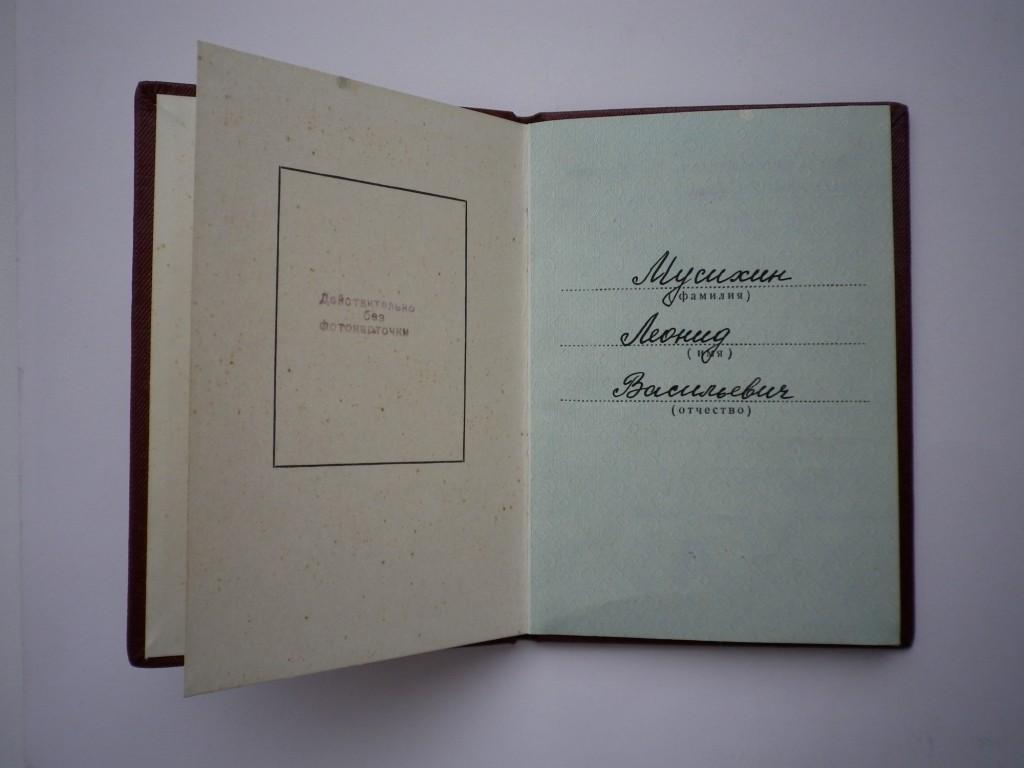 Действительно
без
фотокарточки
Мусихин
(фамилия)
Леонид
(имя)
Васильевич
(отчество)